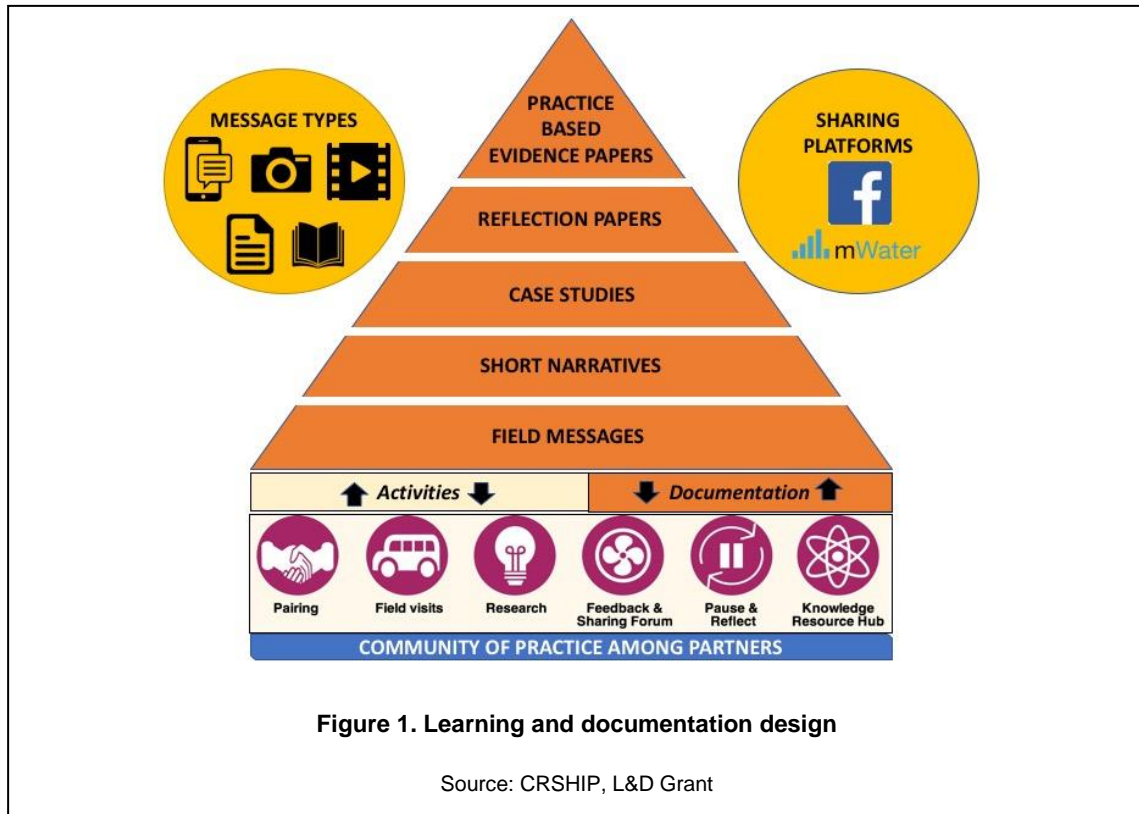 MESSAGE TYPES
PRACTICE
BASED
EVIDENCE PAPERS
SHARING
PLATFORMS
f
mWater
REFLECTION PAPERS
CASE STUDIES
SHORT NARRATIVES
FIELD MESSAGES
Activities
Documentation
Pairing
Field visits
Research
Feedback &
Sharing Forum
Pause &
Reflect
Knowledge
Resource Hub
COMMUNITY OF PRACTICE AMONG PARTNERS
Figure 1. Learning and documentation design
Source: CRSHIP, L&D Grant